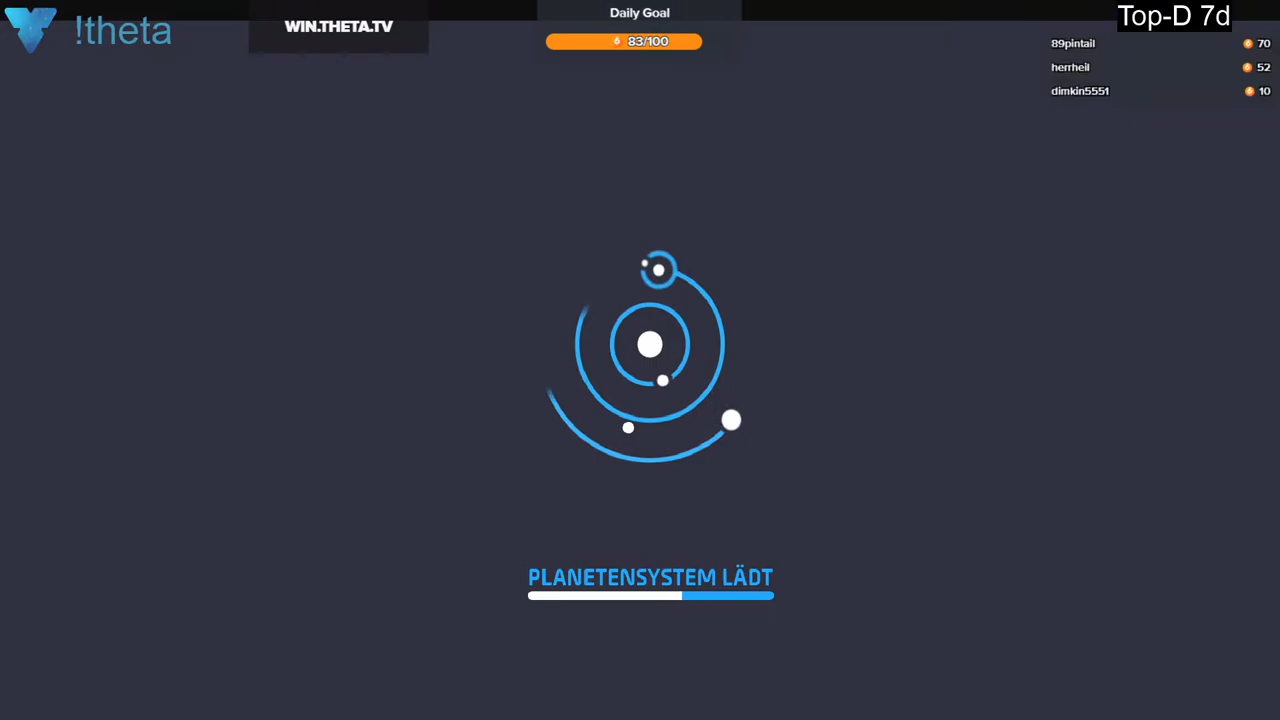 !theta
WIN.THETA.TV
Daily Goal
83/100
Top-D 7d
89pintail 70
herrheil 52
dimkin5551 10
PLANETENSYSTEM LÄDT